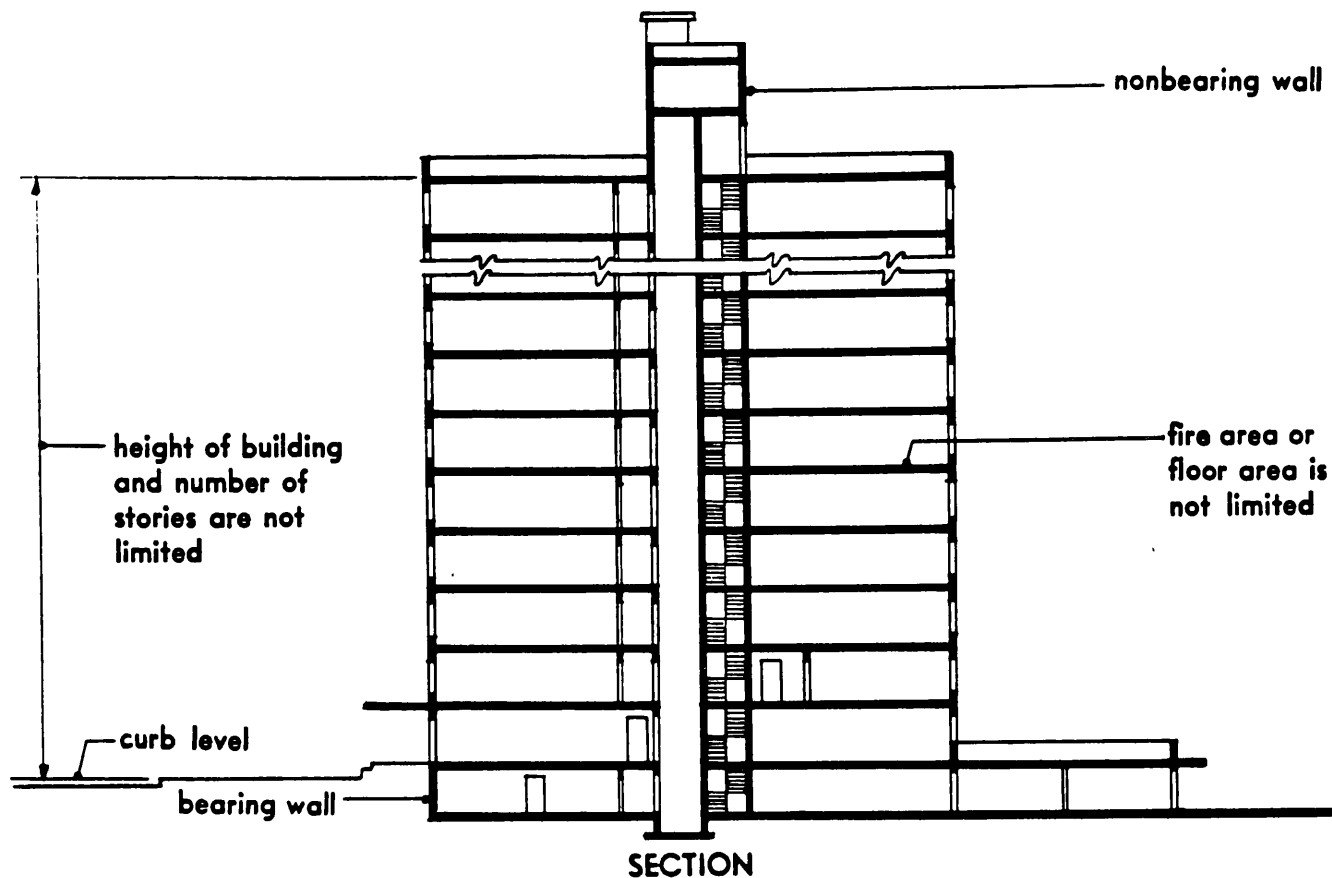 nonbearing wall
height of building
and number of
stories are not
limited
fire area or
floor area is
not limited
curb level
bearing wall
SECTION